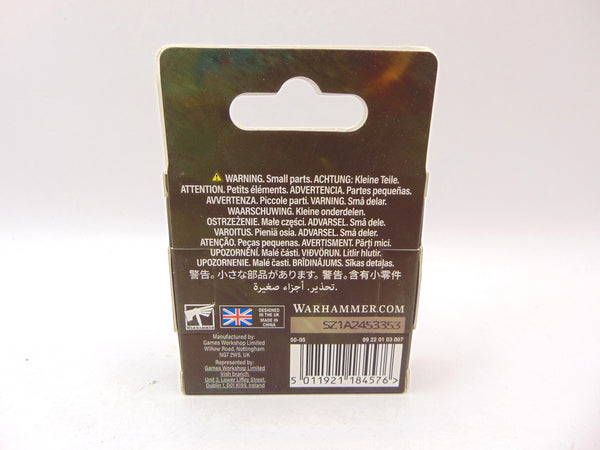 WARNING. Small parts. ACHTUNG: Kleine Teile.
ATTENTION. Petits éléments. ADVERTENCIA. Partes pequeñas.
AVVERTENZA. Piccole parti. VARNING. Små delar.
WAARSCHUWING. Kleine onderdelen.
OSTRZEŻENIE. Małe części. ADVARSEL. Små dele.
VAROITUS. Pieniä osia. ADVARSEL. Små deler.
ATENÇÃO. Peças pequenas. AVERTISMENT. Părți mici.
UPOZORNĚNÍ. Malé části. VIÐVÖRUN. Litlir hlutir.
UPOZORNENIE. Malé časti. BRĪDINĀJUMS. Sīkas detaļas.
警告。小さな部品があります。警告。含有小零件
تحذير. أجزاء صغيرة.
WARHAMMER
DESIGNED IN THE UK
MADE IN CHINA
WARHAMMER.COM
SZ1A2453353
Manufactured by:
Games Workshop Limited
Willow Road, Nottingham
NG7 2WS. UK
Represented by:
Games Workshop Limited
Irish branch:
Unit 3, Lower Liffey Street,
Dublin 1, D01 K199, Ireland
50-06 99 22 01 03 007
5 011921 184576 >